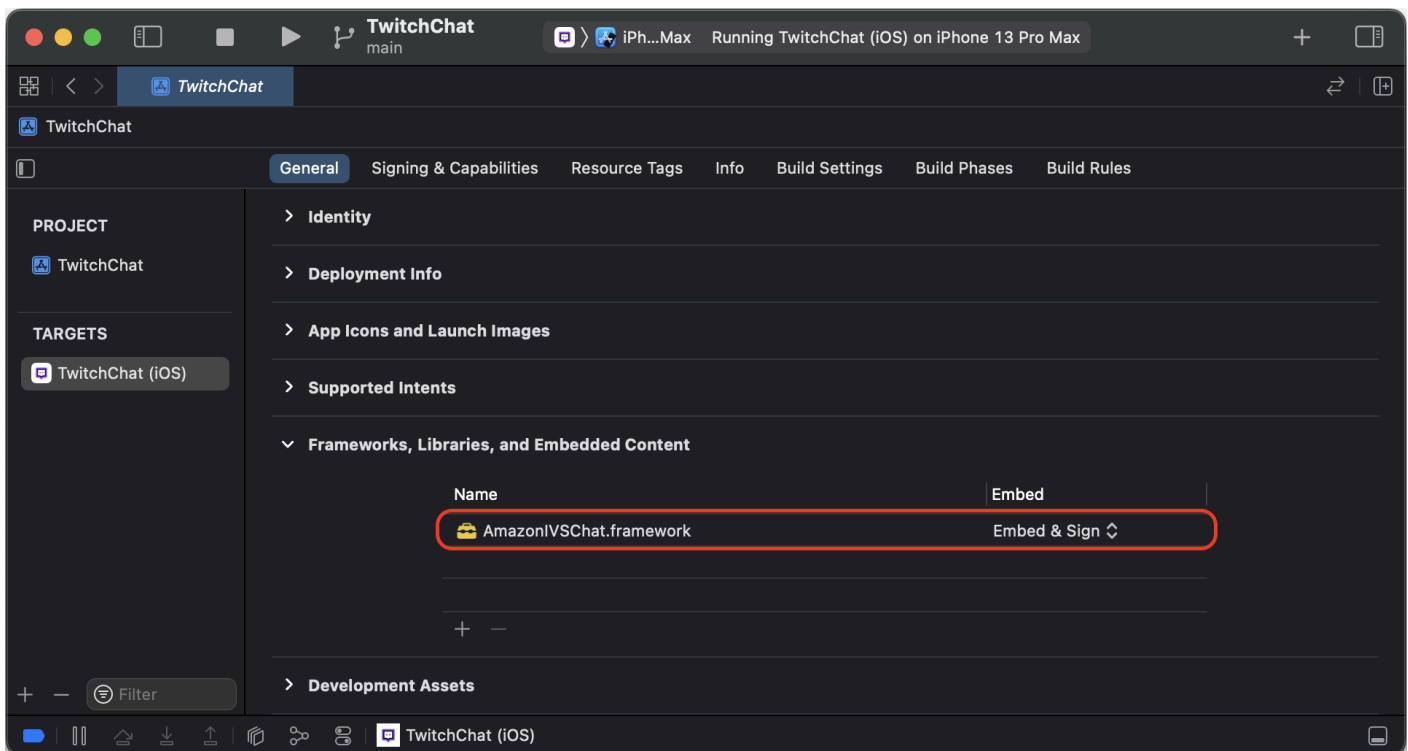 TwitchChat
main
iPh...Max Running TwitchChat (iOS) on iPhone 13 Pro Max
TwitchChat
TwitchChat
General Signing & Capabilities Resource Tags Info Build Settings Build Phases Build Rules
PROJECT
TwitchChat
TARGETS
TwitchChat (iOS)
Identity
Deployment Info
App Icons and Launch Images
Supported Intents
Frameworks, Libraries, and Embedded Content
Name Embed
AmazonIVSChat.framework Embed & Sign
Development Assets
Filter
TwitchChat (iOS)